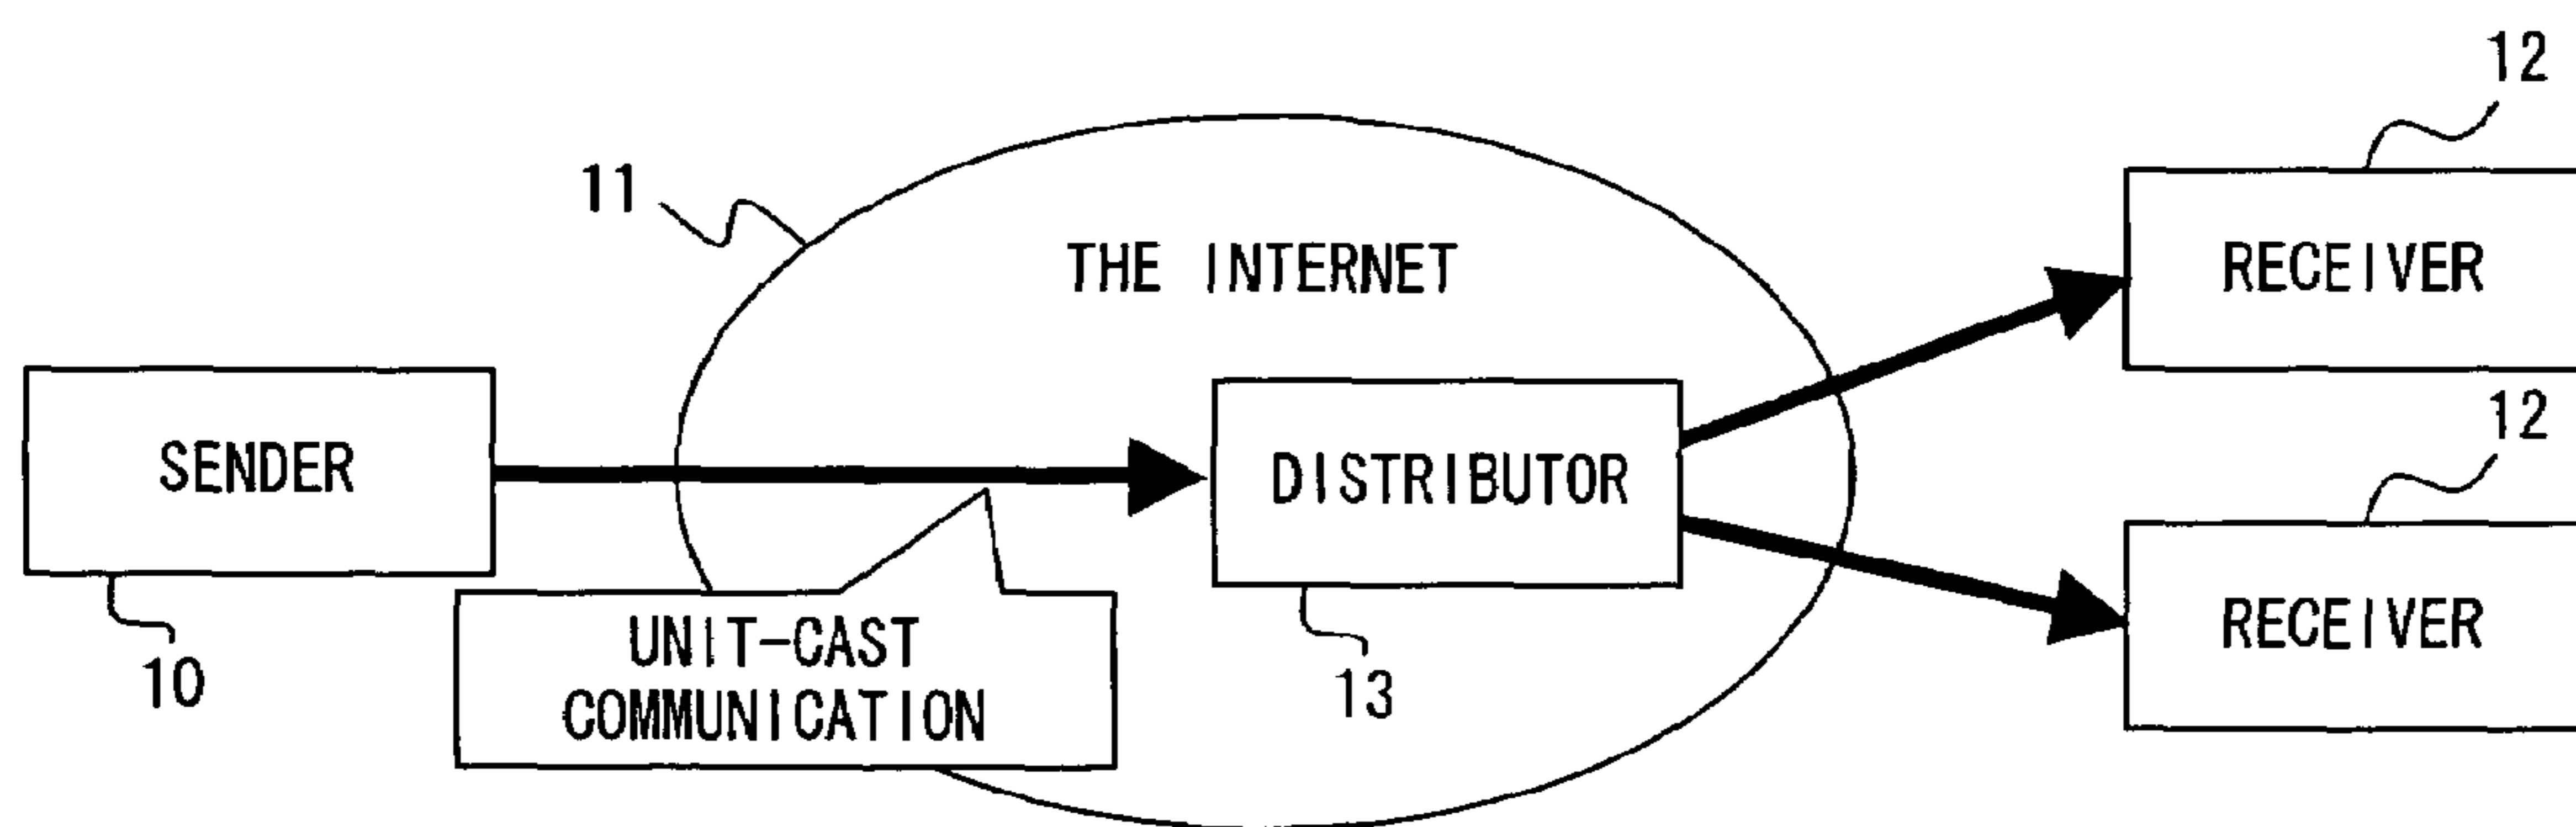 12
11
THE INTERNET
RECEIVER
12
SENDER
DISTRIBUTOR
UNIT-CAST
COMMUNICATION
RECEIVER
10
13